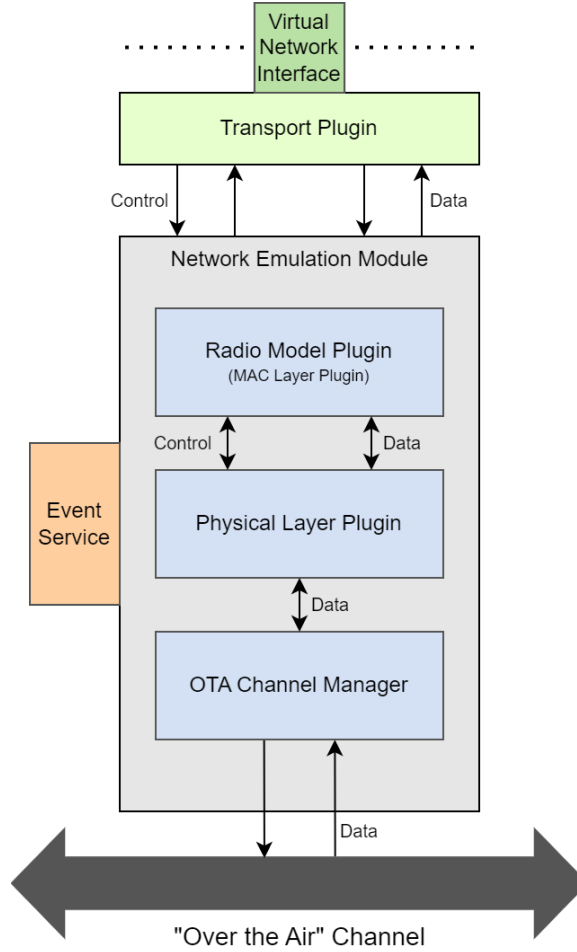 Virtual
Network
Interface
Transport Plugin
Control
Data
Network Emulation Module
Radio Model Plugin
(MAC Layer Plugin)
Control
Data
Event
Service
Physical Layer Plugin
Data
OTA Channel Manager
Data
"Over the Air" Channel